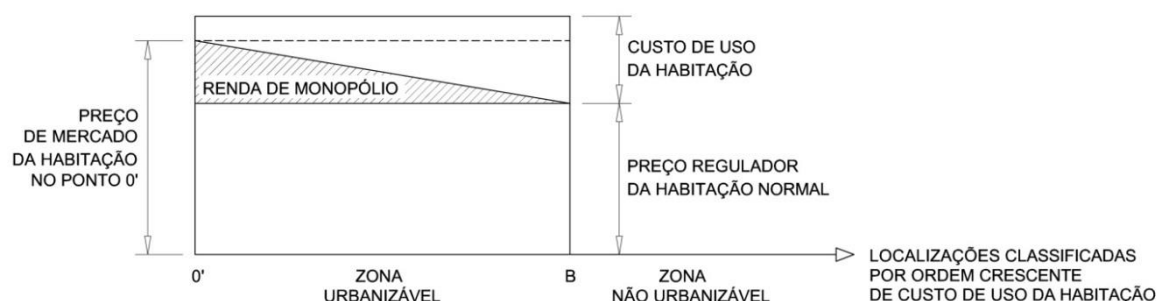 CUSTO DE USO
DA HABITAÇÃO
RENDA DE MONOPÓLIO
PREÇO
DE MERCADO
DA HABITAÇÃO
NO PONTO 0'
PREÇO REGULADOR
DA HABITAÇÃO NORMAL
0'
ZONA
URBANIZÁVEL
B
ZONA
NÃO URBANIZÁVEL
LOCALIZAÇÕES CLASSIFICADAS
POR ORDEM CRESCENTE
DE CUSTO DE USO DA HABITAÇÃO